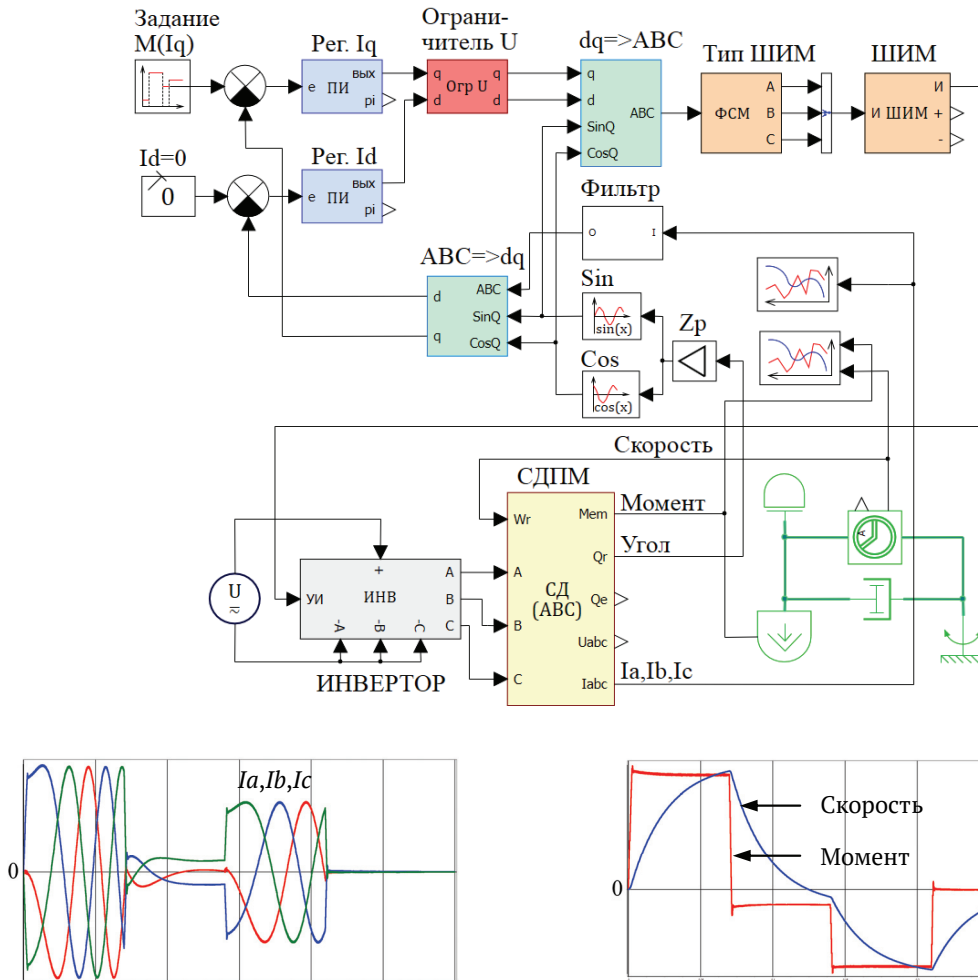 Задание
M(Iq)
Рег. Iq
Ограни-
читель U
dq=>ABC
Тип ШИМ
ШИМ
e ПИ вых
pi
q q
Огр U
d d
q
d
SinQ
CosQ
ABC
ФСМ
A
B
C
И ШИМ И
+
-
Id=0
0
Рег. Id
e ПИ вых
pi
Фильтр
O I
ABC=>dq
d
q
ABC
SinQ
CosQ
Sin
sin(x)
Cos
cos(x)
Zp
Скорость
СДПМ
Wr
A
B
C
СД
(ABC)
Mem
Qr
Qe
Uabc
Iabc
Момент
Угол
Ia,Ib,Ic
A
U
УИ
+
ИНВ
A
B
C
-A
-B
-C
ИНВЕРТОР
Ia,Ib,Ic
0
Скорость
Момент
0